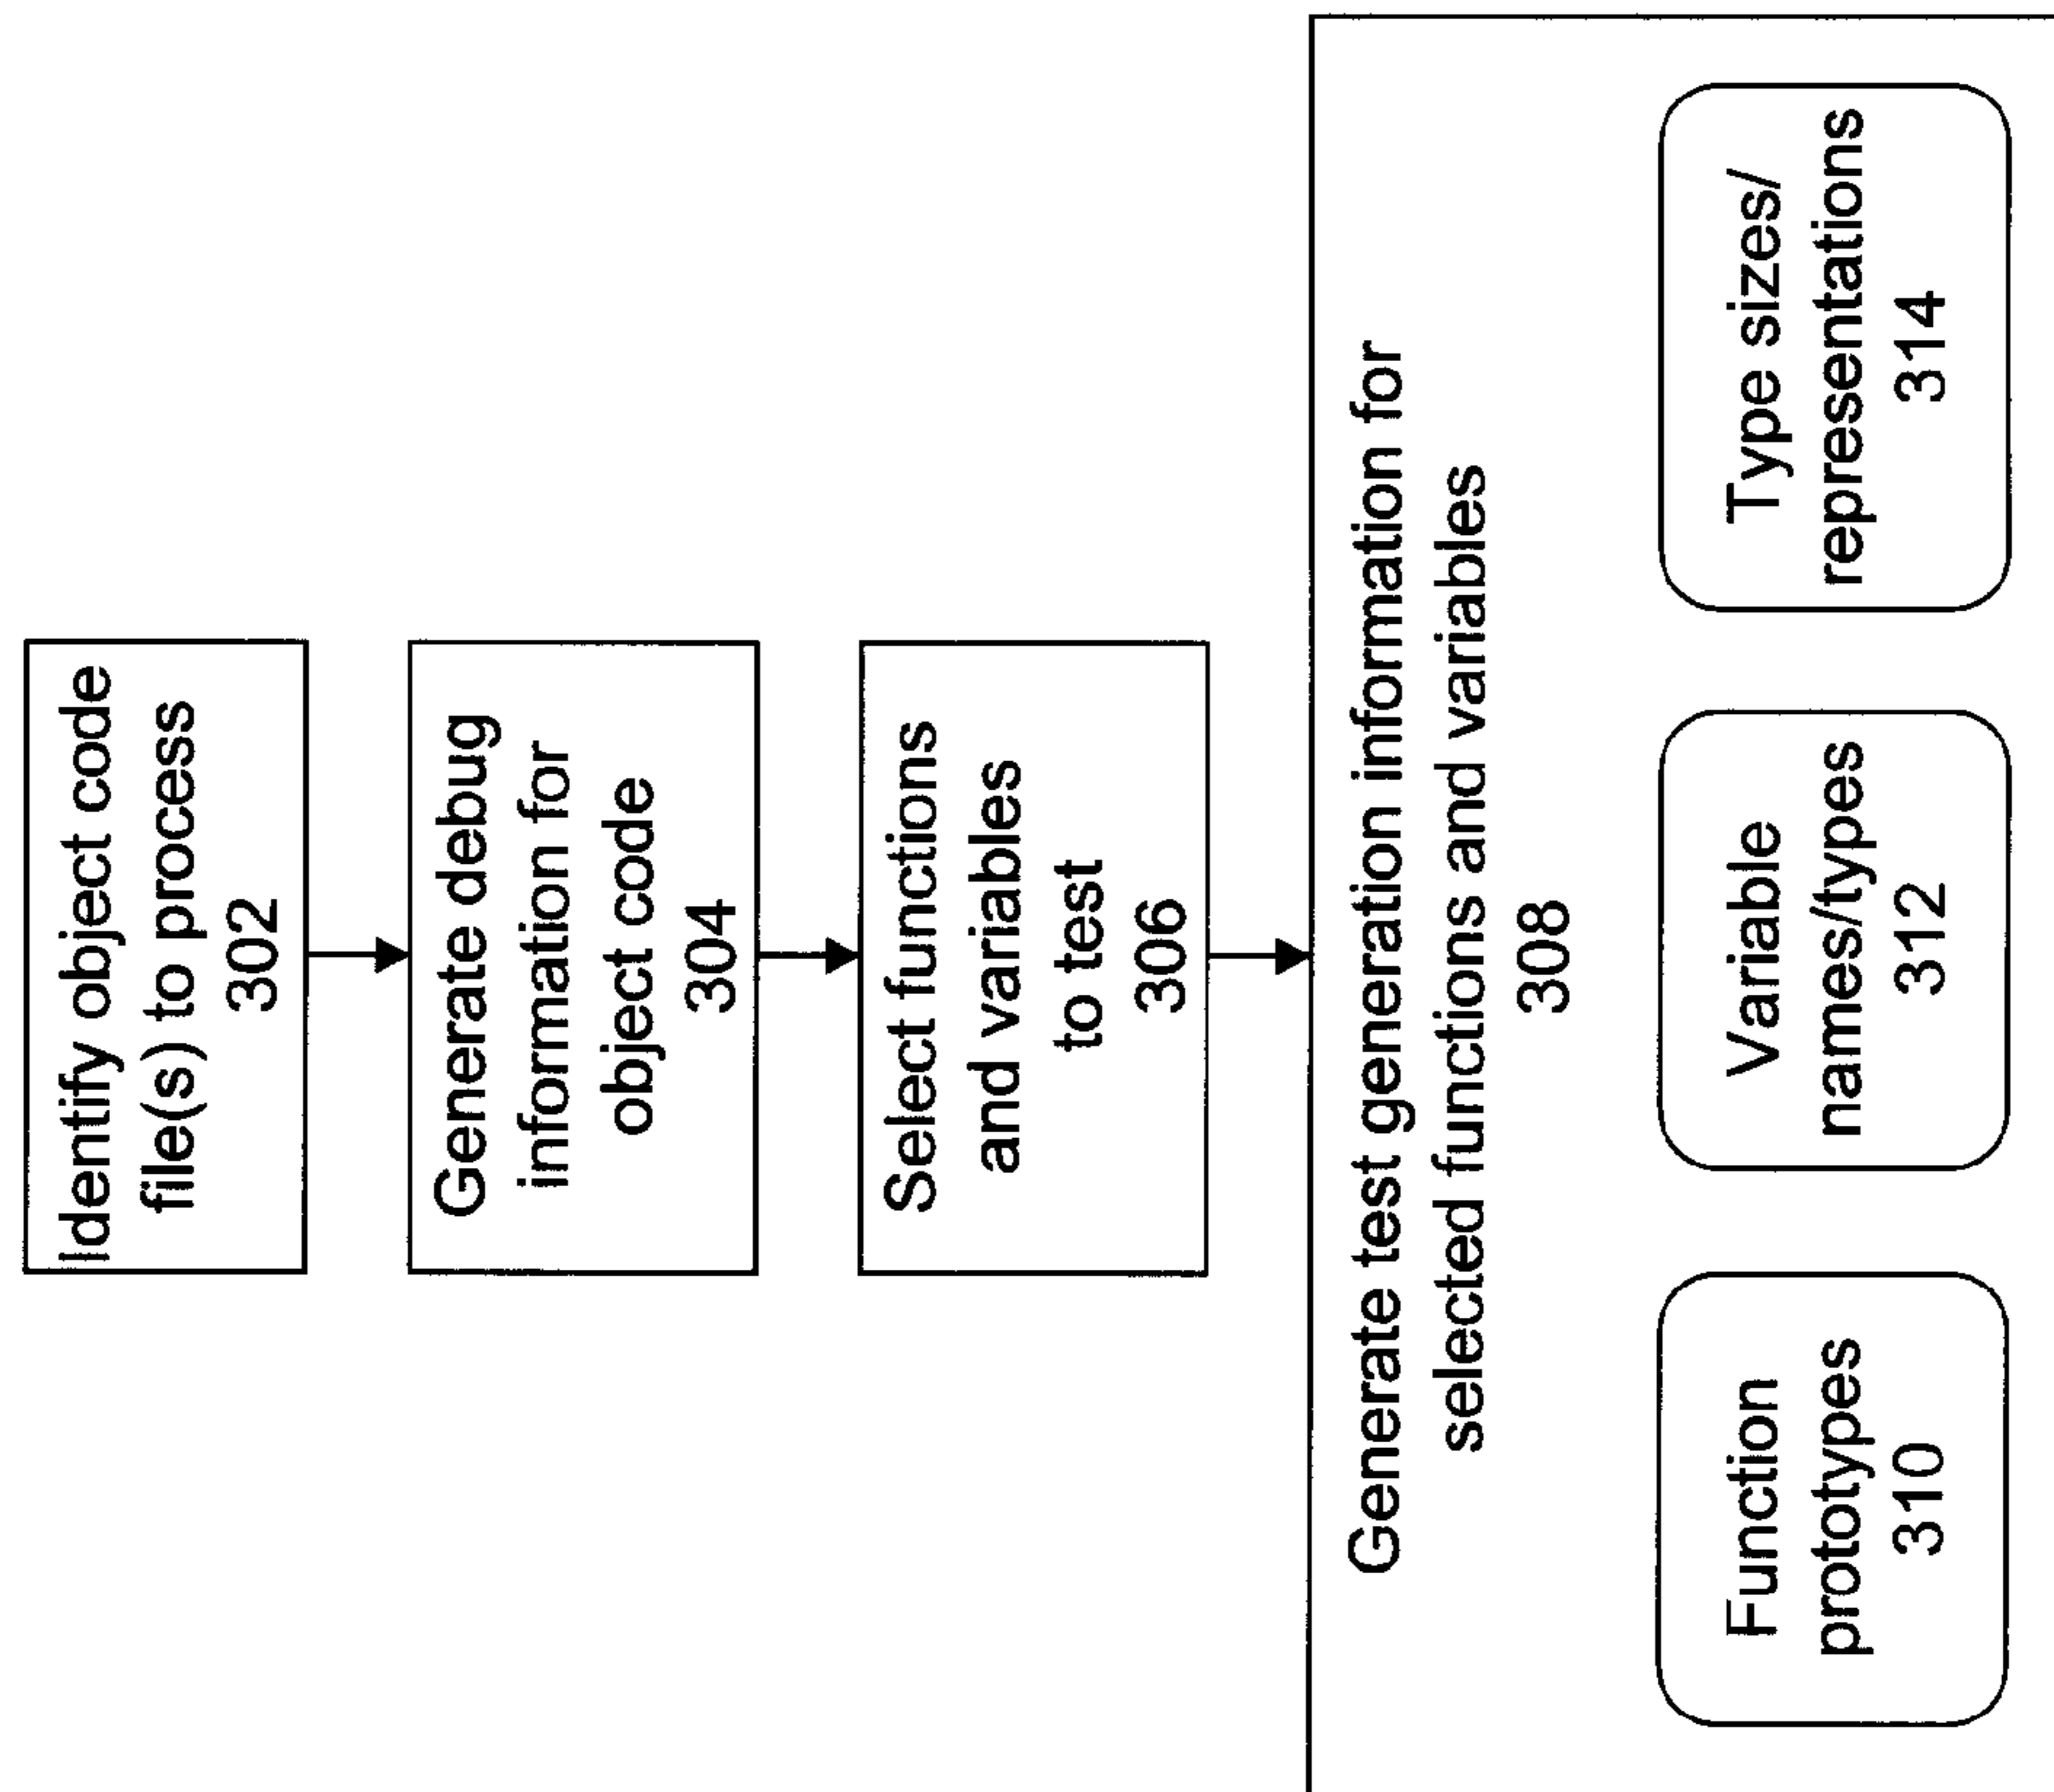 Identify object code
file(s) to process
302
Generate debug
information for
object code
304
Select functions
and variables
to test
306
Generate test generation information for
selected functions and variables
308
Function
prototypes
310
Variable
names/types
312
Type sizes/
representations
314